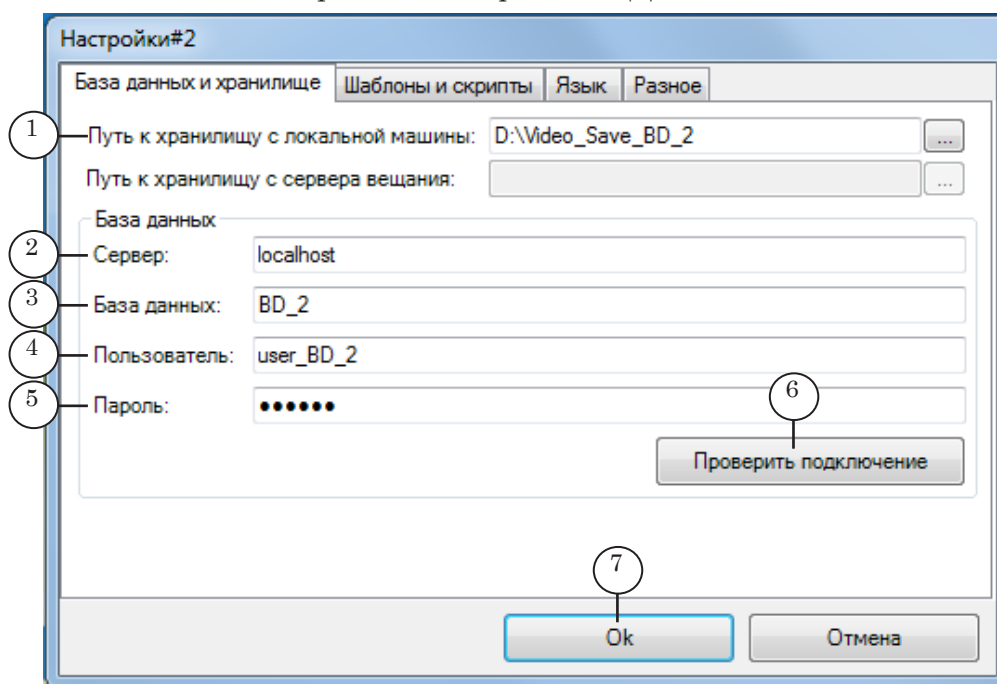 Настройки#2
База данных и хранилище Шаблоны и скрипты Язык Разное
1 Путь к хранилищу с локальной машины: D:\Video_Save_BD_2 ...
Путь к хранилищу с сервера вещания: ...
База данных
2 Сервер: localhost
3 База данных: BD_2
4 Пользователь: user_BD_2
5 Пароль: ●●●●●●
6
Проверить подключение
7
Ok Отмена